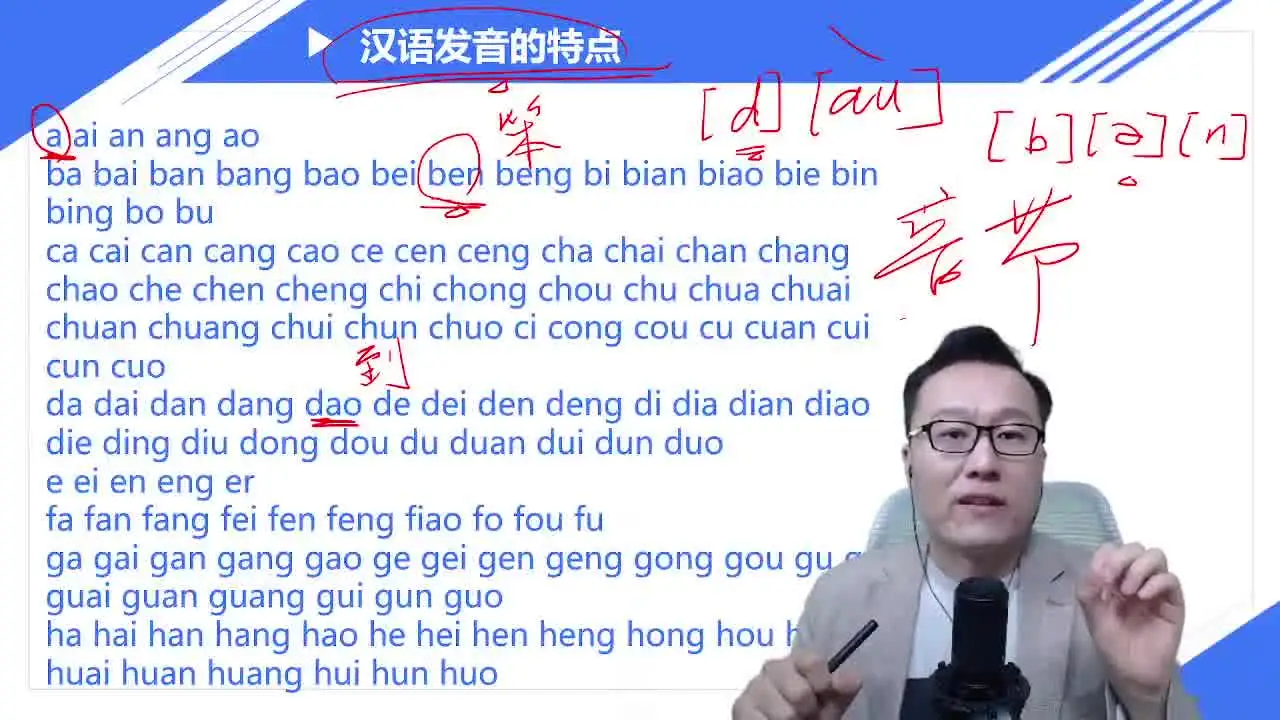 汉语发音的特点
[d] [au]
笨
[b] [ə] [n]
a ai an ang ao
ba bai ban bang bao bei ben beng bi bian biao bie bin
bing bo bu
音节
ca cai can cang cao ce cen ceng cha chai chan chang
chao che chen cheng chi chong chou chu chua chuai
chuan chuang chui chun chuo ci cong cou cu cuan cui
cun cuo
到
da dai dan dang dao de dei den deng di dia dian diao
die ding diu dong dou du duan dui dun duo
e ei en eng er
fa fan fang fei fen feng fiao fo fou fu
ga gai gan gang gao ge gei gen geng gong gou gu
guai guan guang gui gun guo
ha hai han hang hao he hei hen heng hong hou
huai huan huang hui hun huo